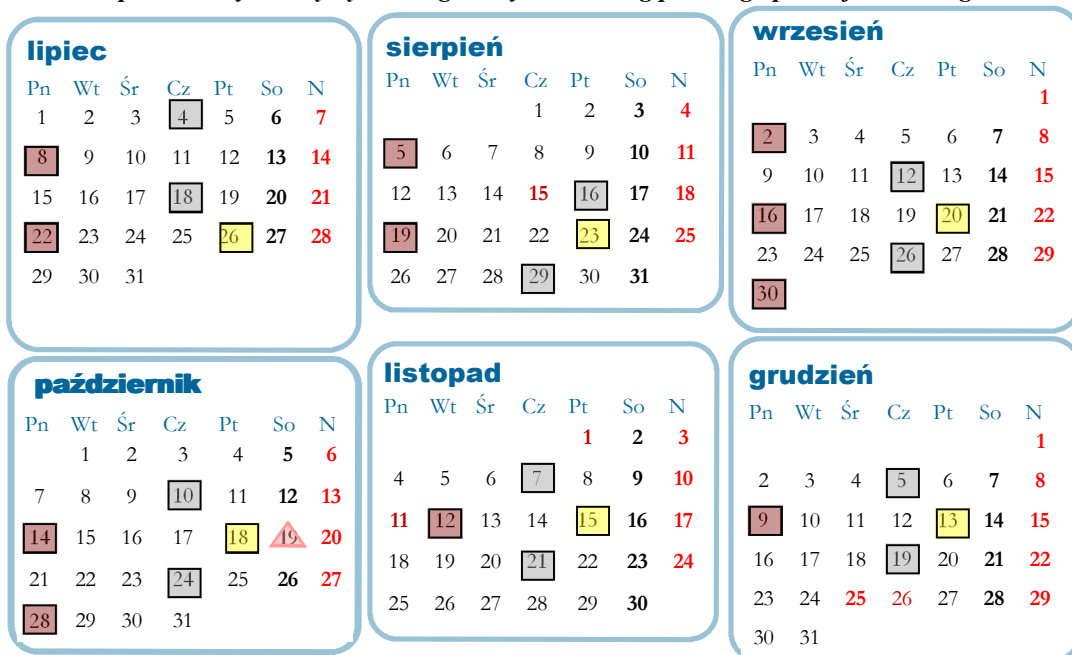 lipiec
Pn Wt Śr Cz Pt So N
1 2 3 4 5 6 7
8 9 10 11 12 13 14
15 16 17 18 19 20 21
22 23 24 25 26 27 28
29 30 31
sierpień
Pn Wt Śr Cz Pt So N
1 2 3 4
5 6 7 8 9 10 11
12 13 14 15 16 17 18
19 20 21 22 23 24 25
26 27 28 29 30 31
wrzesień
Pn Wt Śr Cz Pt So N
1
2 3 4 5 6 7 8
9 10 11 12 13 14 15
16 17 18 19 20 21 22
23 24 25 26 27 28 29
30
październik
Pn Wt Śr Cz Pt So N
1 2 3 4 5 6
7 8 9 10 11 12 13
14 15 16 17 18 19 20
21 22 23 24 25 26 27
28 29 30 31
listopad
Pn Wt Śr Cz Pt So N
1 2 3
4 5 6 7 8 9 10
11 12 13 14 15 16 17
18 19 20 21 22 23 24
25 26 27 28 29 30
grudzień
Pn Wt Śr Cz Pt So N
1
2 3 4 5 6 7 8
9 10 11 12 13 14 15
16 17 18 19 20 21 22
23 24 25 26 27 28 29
30 31